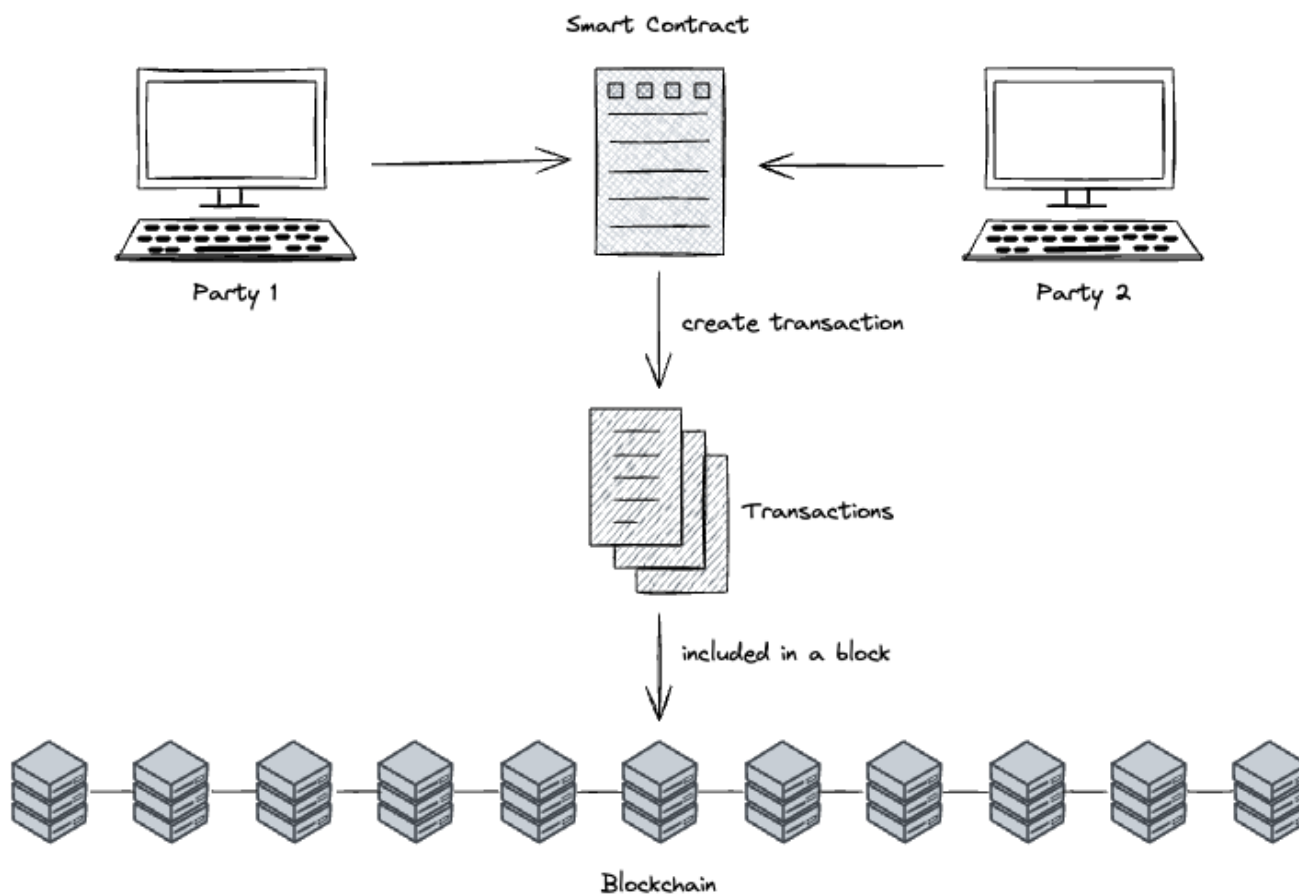 Smart Contract
Party 1
Party 2
create transaction
Transactions
included in a block
Blockchain